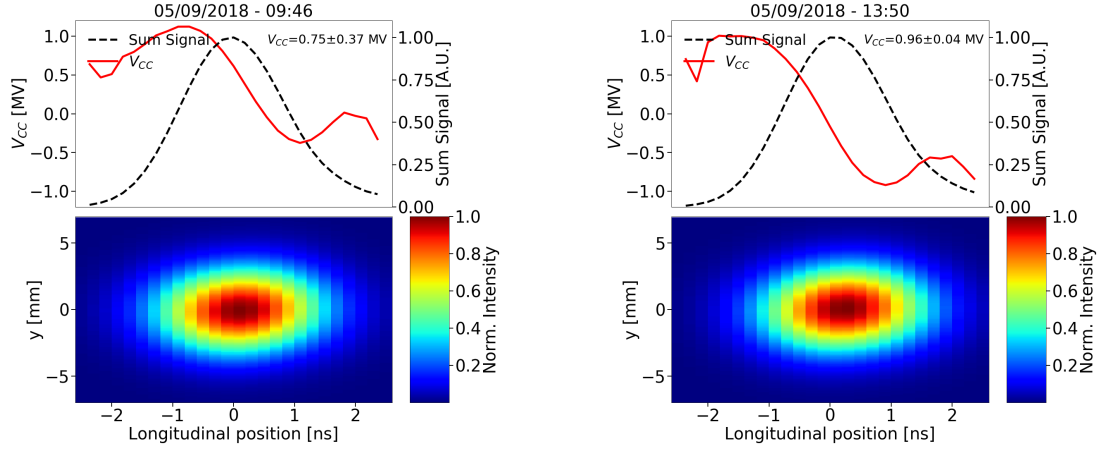 05/09/2018 - 09:46
Sum Signal
V_CC
V_CC=0.75±0.37 MV
V_CC [MV]
1.0
0.5
0.0
−0.5
−1.0
1.00
0.75
0.50
0.25
0.00
Sum Signal [A.U.]
y [mm]
5
0
−5
−2
−1
0
1
2
Longitudinal position [ns]
1.0
0.8
0.6
0.4
0.2
Norm. Intensity
05/09/2018 - 13:50
Sum Signal
V_CC
V_CC=0.96±0.04 MV
V_CC [MV]
1.0
0.5
0.0
−0.5
−1.0
1.00
0.75
0.50
0.25
0.00
Sum Signal [A.U.]
y [mm]
5
0
−5
−2
−1
0
1
2
Longitudinal position [ns]
1.0
0.8
0.6
0.4
0.2
Norm. Intensity